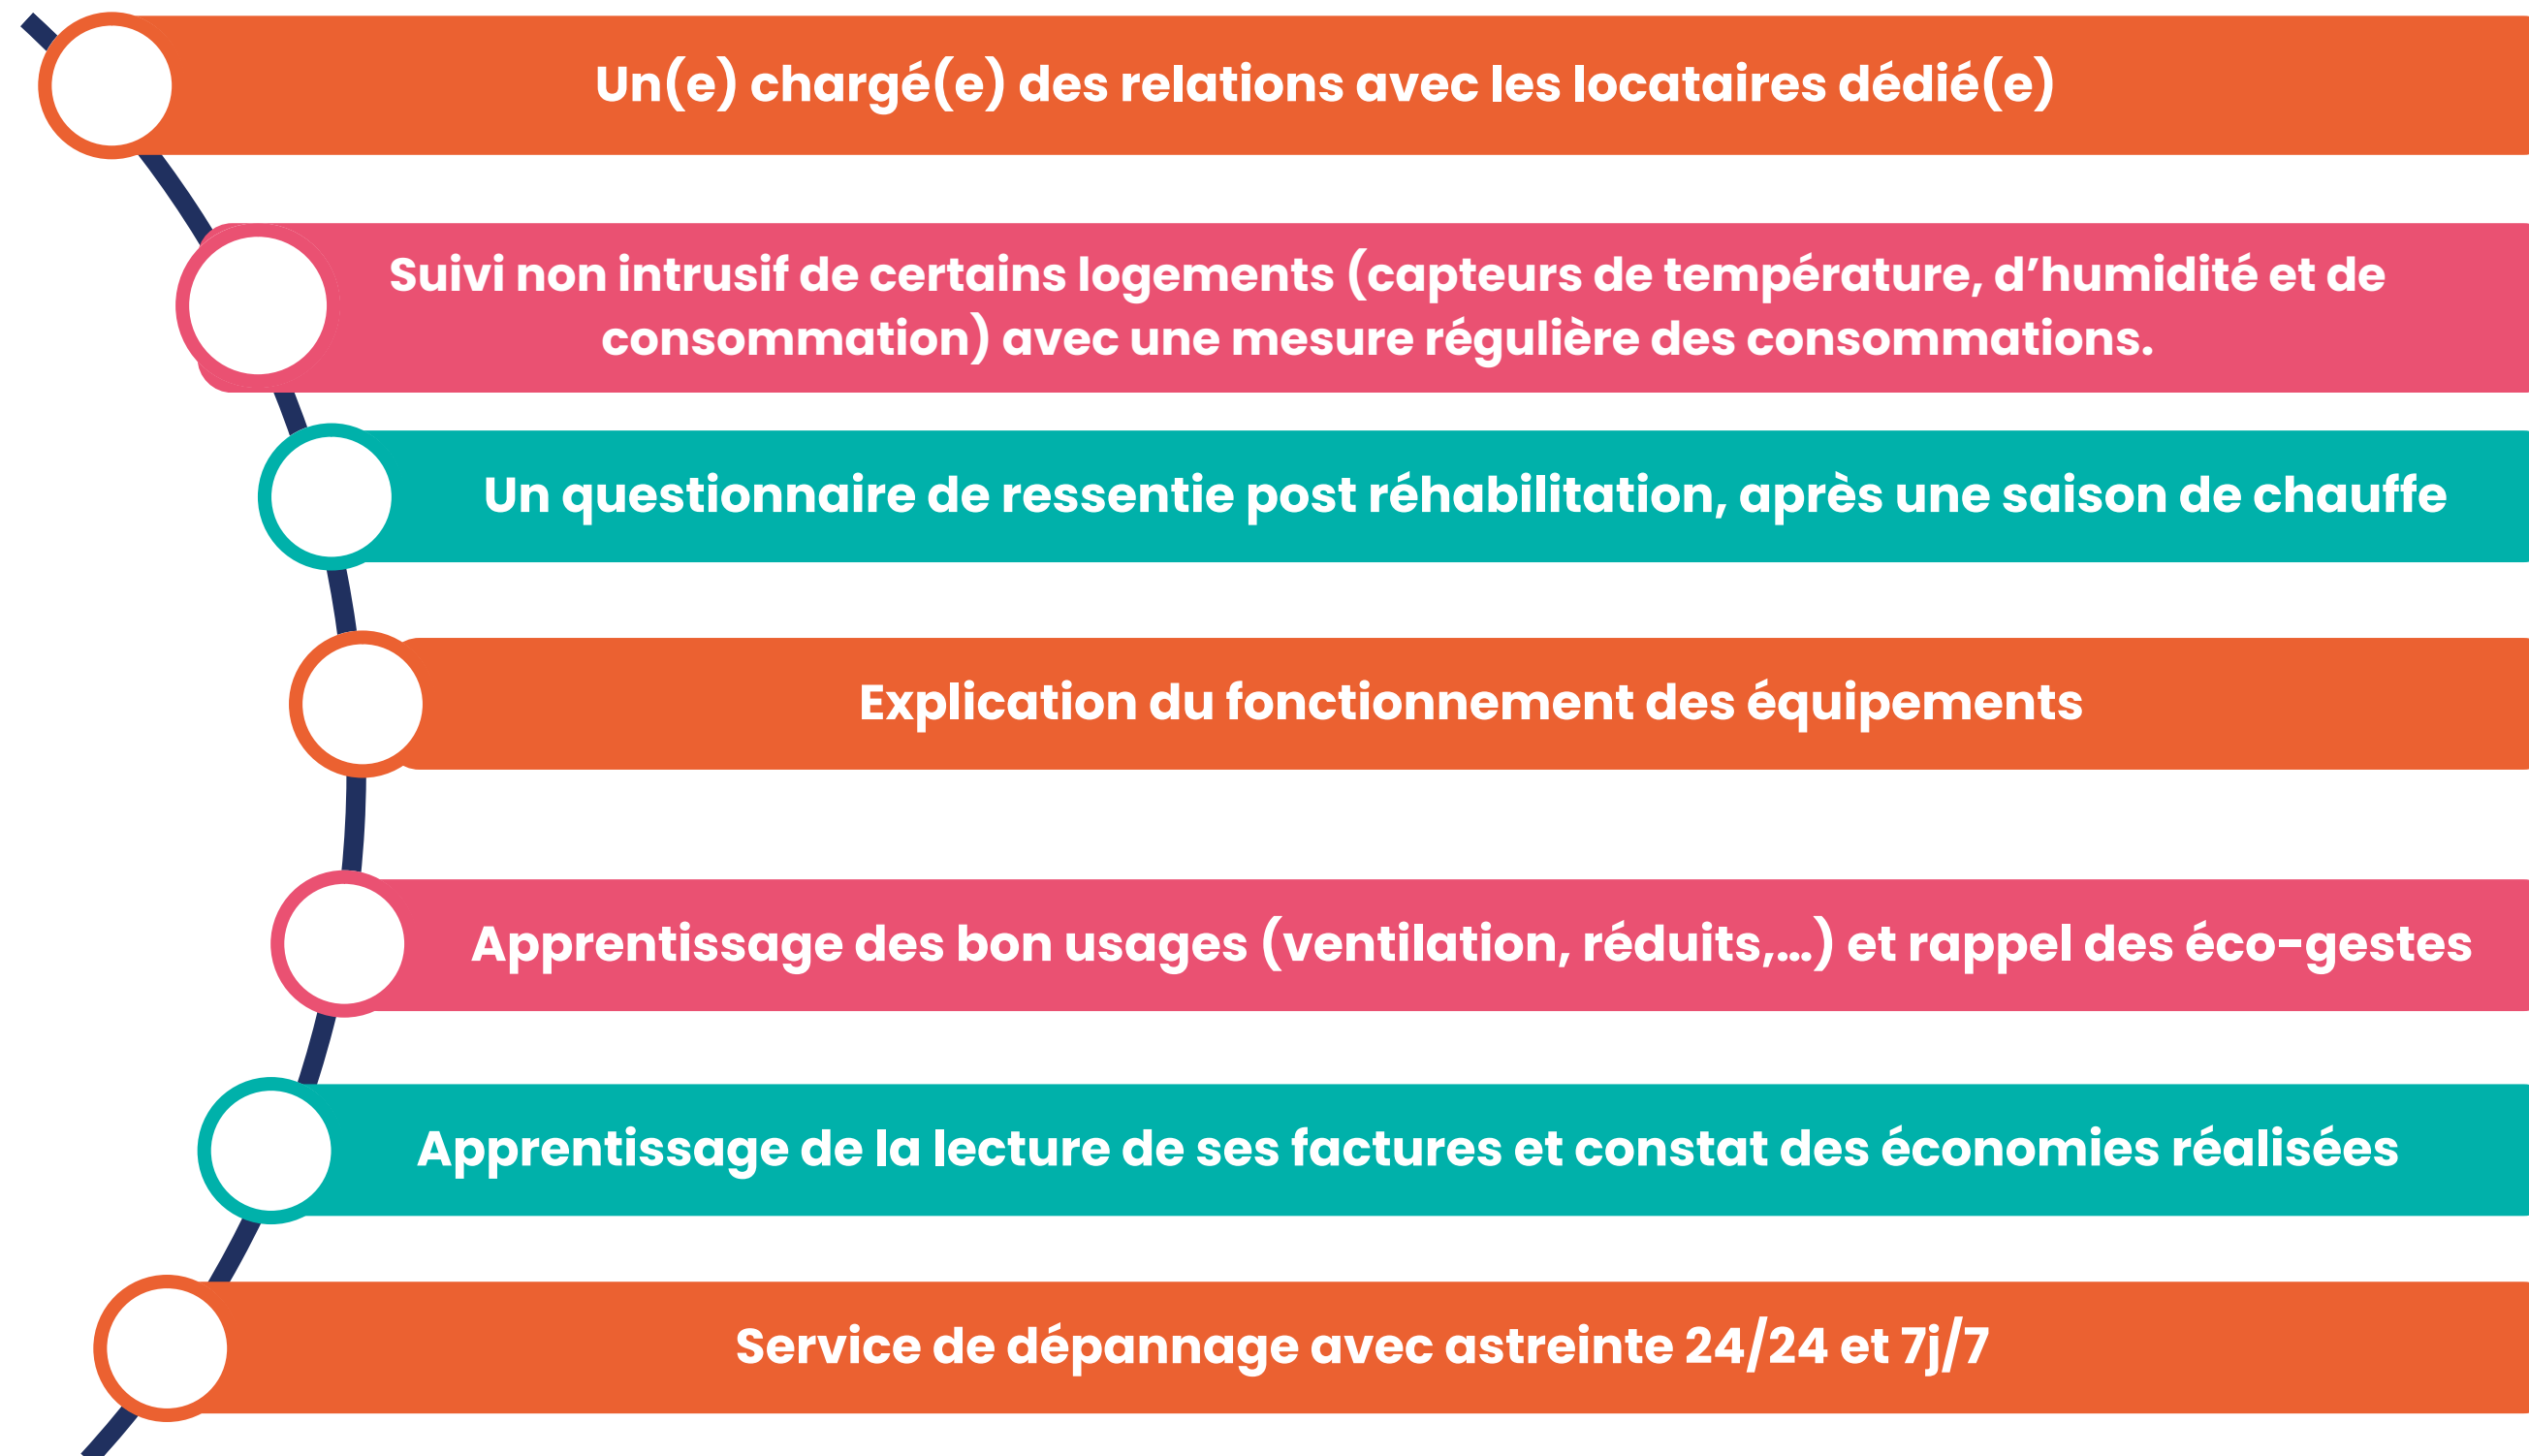 Un(e) chargé(e) des relations avec les locataires dédié(e)
Suivi non intrusif de certains logements (capteurs de température, d’humidité et de
consommation) avec une mesure régulière des consommations.
Un questionnaire de ressentie post réhabilitation, après une saison de chauffe
Explication du fonctionnement des équipements
Apprentissage des bon usages (ventilation, réduits,...) et rappel des éco-gestes
Apprentissage de la lecture de ses factures et constat des économies réalisées
Service de dépannage avec astreinte 24/24 et 7j/7